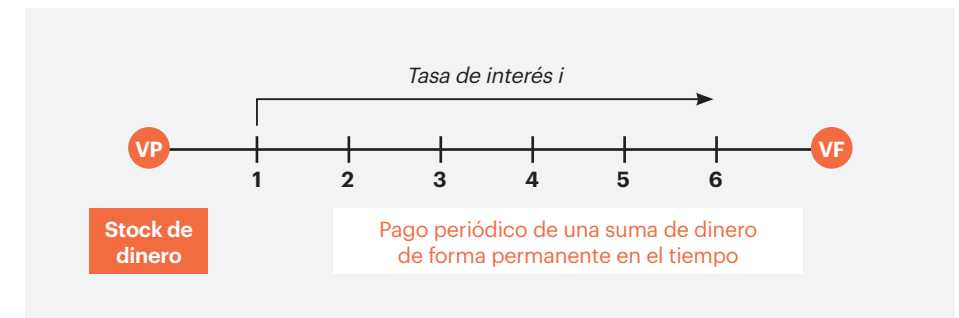 Tasa de interés i
VP
VF
1 2 3 4 5 6
Stock de
dinero
Pago periódico de una suma de dinero
de forma permanente en el tiempo